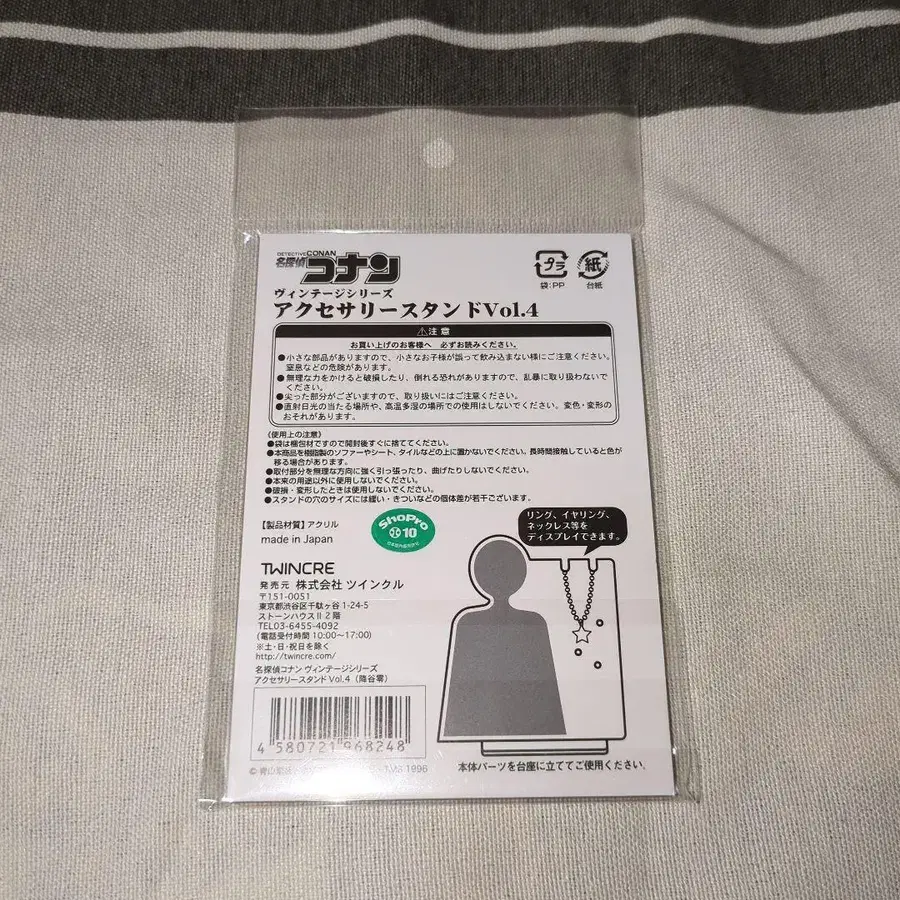 DETECTIVE CONAN
名探偵コナン
プラ
袋:PP
紙
台紙
ヴィンテージシリーズ
アクセサリースタンドVol.4
⚠注意
お買い上げのお客様へ 必ずお読みください。
●小さな部品がありますので、小さなお子様が誤って飲み込まない様にご注意ください。
窒息などの危険があります。
●無理な力をかけると破損したり、倒れる恐れがありますので、乱暴に取り扱わないで
ください。
●尖った部分がございますので、取り扱いにはご注意ください。
●直射日光の当たる場所や、高温多湿の場所での使用はしないでください。変色・変形の
おそれがあります。
〈使用上の注意〉
●袋は梱包材ですので開封後すぐに捨ててください。
●本商品を樹脂製のソファーやシート、タイルなどの上に置かないでください。長時間接触していると色が
移る場合があります。
●取付部分を無理な方向に強く引っ張ったり、曲げたりしないでください。
●本来の用途以外に使用しないでください。
●破損・変形したときは使用しないでください。
●スタンドの穴のサイズには緩い・きついなどの個体差が若干ございます。
【製品材質】アクリル
made in Japan
ShoPro
10
リング、イヤリング、
ネックレス等を
ディスプレイできます。
TWINCRE
発売元 株式会社 ツインクル
〒151-0051
東京都渋谷区千駄ヶ谷 1-24-5
ストーンハウスⅡ2階
TEL03-6455-4092
(電話受付時間 10:00～17:00)
※土・日・祝日を除く
http://twincre.com/
名探偵コナン ヴィンテージシリーズ
アクセサリースタンド Vol.4（降谷零）
4 580721 968248
1996
本体パーツを台座に立ててご使用ください。